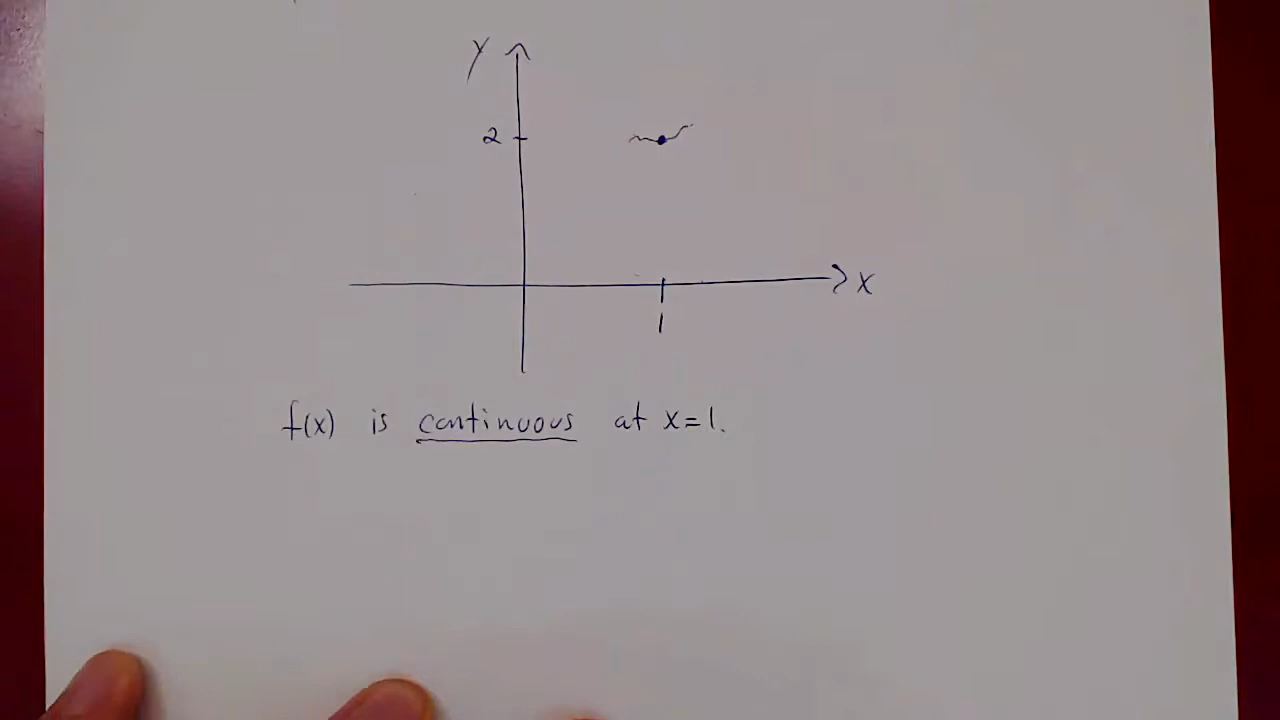 y
2
x
1
f(x) is continuous at x=1.